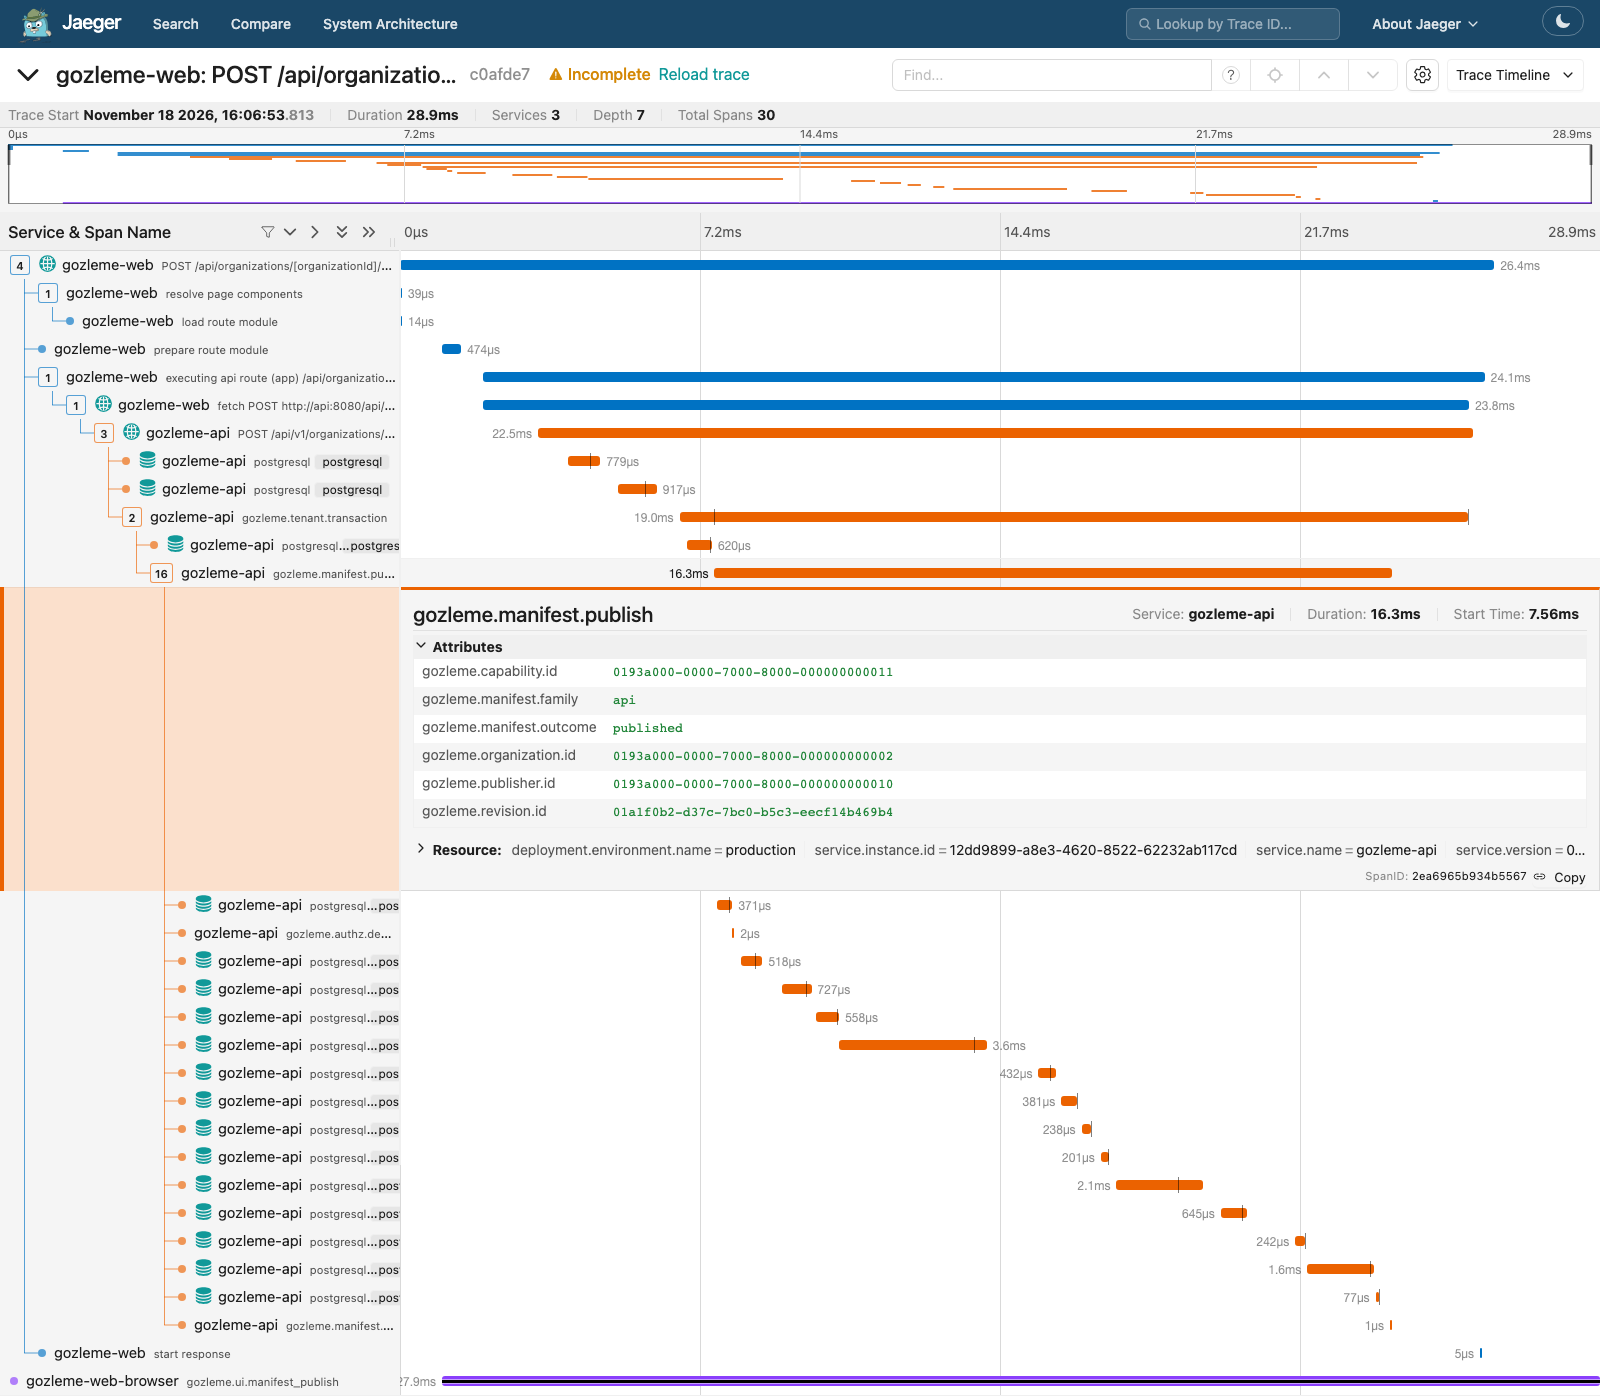 Jaeger Search Compare System Architecture Lookup by Trace ID... About Jaeger
gozleme-web: POST /api/organizatio... c0afde7 Incomplete Reload trace Find... ? Trace Timeline
Trace Start November 18 2026, 16:06:53.813 Duration 28.9ms Services 3 Depth 7 Total Spans 30
0μs 7.2ms 14.4ms 21.7ms 28.9ms
Service & Span Name 0μs 7.2ms 14.4ms 21.7ms 28.9ms
4 gozleme-web POST /api/organizations/[organizationId]/... 26.4ms
1 gozleme-web resolve page components 39μs
gozleme-web load route module 14μs
gozleme-web prepare route module 474μs
1 gozleme-web executing api route (app) /api/organizatio... 24.1ms
1 gozleme-web fetch POST http://api:8080/api/... 23.8ms
3 gozleme-api POST /api/v1/organizations/... 22.5ms
gozleme-api postgresql postgresql 779μs
gozleme-api postgresql postgresql 917μs
2 gozleme-api gozleme.tenant.transaction 19.0ms
gozleme-api postgresql...postgres 620μs
16 gozleme-api gozleme.manifest.pu... 16.3ms
gozleme.manifest.publish Service: gozleme-api Duration: 16.3ms Start Time: 7.56ms
Attributes
gozleme.capability.id 0193a000-0000-7000-8000-000000000011
gozleme.manifest.family api
gozleme.manifest.outcome published
gozleme.organization.id 0193a000-0000-7000-8000-000000000002
gozleme.publisher.id 0193a000-0000-7000-8000-000000000010
gozleme.revision.id 01a1f0b2-d37c-7bc0-b5c3-eecf14b469b4
Resource: deployment.environment.name = production service.instance.id = 12dd9899-a8e3-4620-8522-62232ab117cd service.name = gozleme-api service.version = 0...
SpanID: 2ea6965b934b5567 Copy
gozleme-api postgresql...pos 371μs
gozleme-api gozleme.authz.de... 2μs
gozleme-api postgresql...pos 518μs
gozleme-api postgresql...pos 727μs
gozleme-api postgresql...pos 558μs
gozleme-api postgresql...pos 3.6ms
gozleme-api postgresql...pos 432μs
gozleme-api postgresql...pos 381μs
gozleme-api postgresql...pos 238μs
gozleme-api postgresql...pos 201μs
gozleme-api postgresql...pos 2.1ms
gozleme-api postgresql...pos 645μs
gozleme-api postgresql...pos 242μs
gozleme-api postgresql...pos 1.6ms
gozleme-api postgresql...pos 77μs
gozleme-api gozleme.manifest.... 1μs
gozleme-web start response 5μs
gozleme-web-browser gozleme.ui.manifest_publish 27.9ms